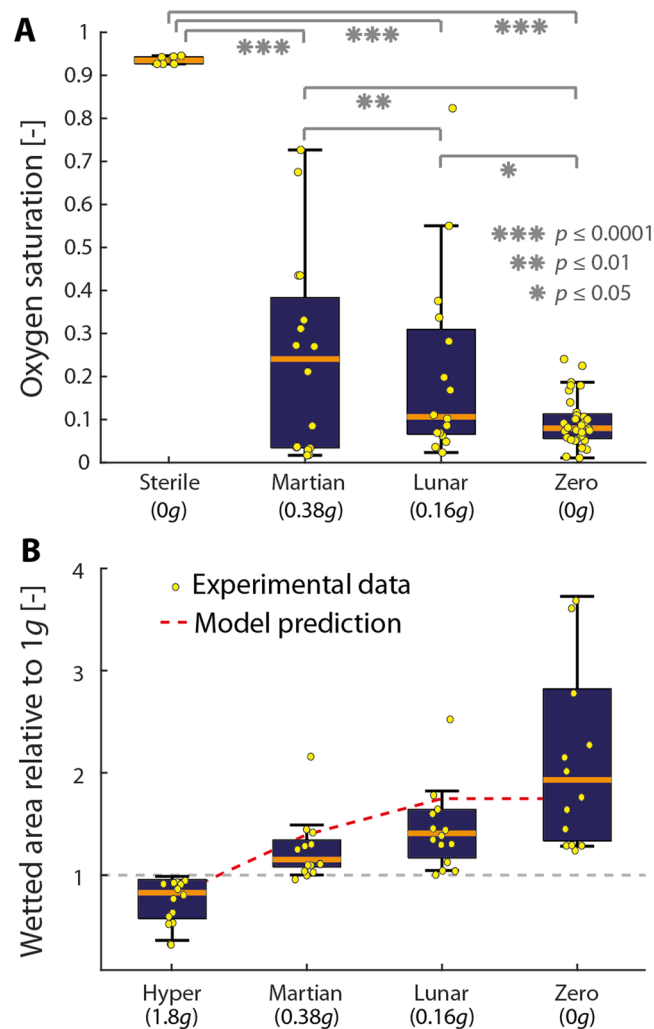 A
*** *** ***
1
0.9
0.8
0.7
0.6
0.5
0.4
0.3
0.2
0.1
0
Oxygen saturation [-]
**
*
*** p ≤ 0.0001
** p ≤ 0.01
* p ≤ 0.05
Sterile Martian Lunar Zero
(0g) (0.38g) (0.16g) (0g)
B
4
3
2
1
Wetted area relative to 1g [-]
Experimental data
Model prediction
Hyper Martian Lunar Zero
(1.8g) (0.38g) (0.16g) (0g)